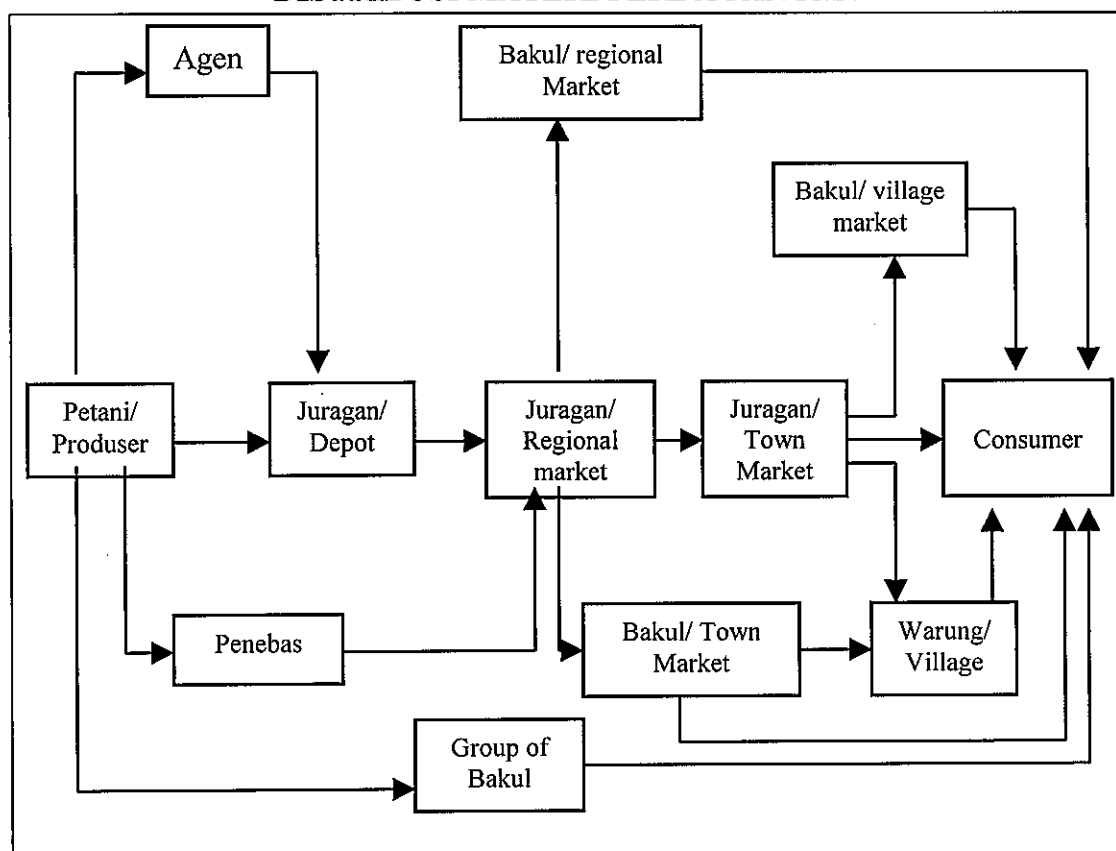 Agen
Bakul/ regional
Market
Bakul/ village
market
Petani/
Produser
Juragan/
Depot
Juragan/
Regional
market
Juragan/
Town
Market
Consumer
Penebas
Bakul/ Town
Market
Warung/
Village
Group of
Bakul